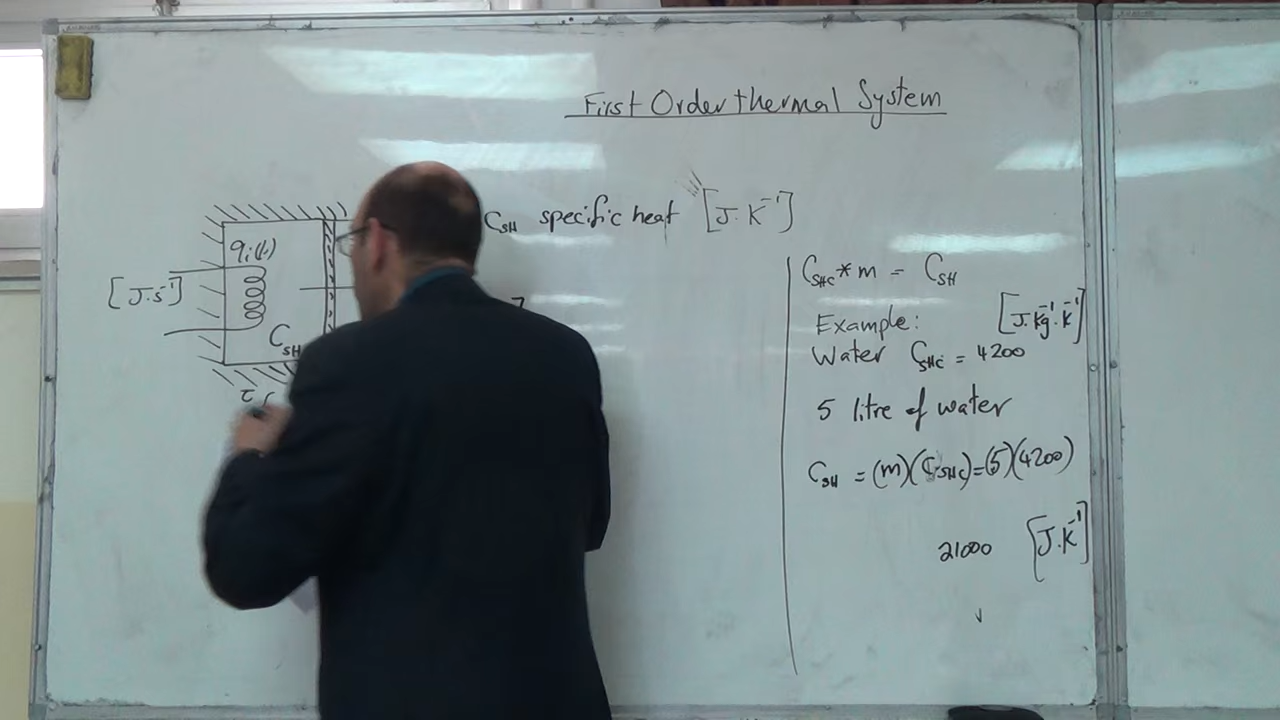 First Order thermal System
C_SH specific heat [J.K⁻¹]
q_i(t)
[J.s⁻¹]
C_SH
C_SHC * m = C_SH
Example: [J.Kg⁻¹.K⁻¹]
Water C_SHC = 4200
5 litre of water
C_SH = (m)(C_SHC)=(5)(4200)
21000 [J.K⁻¹]